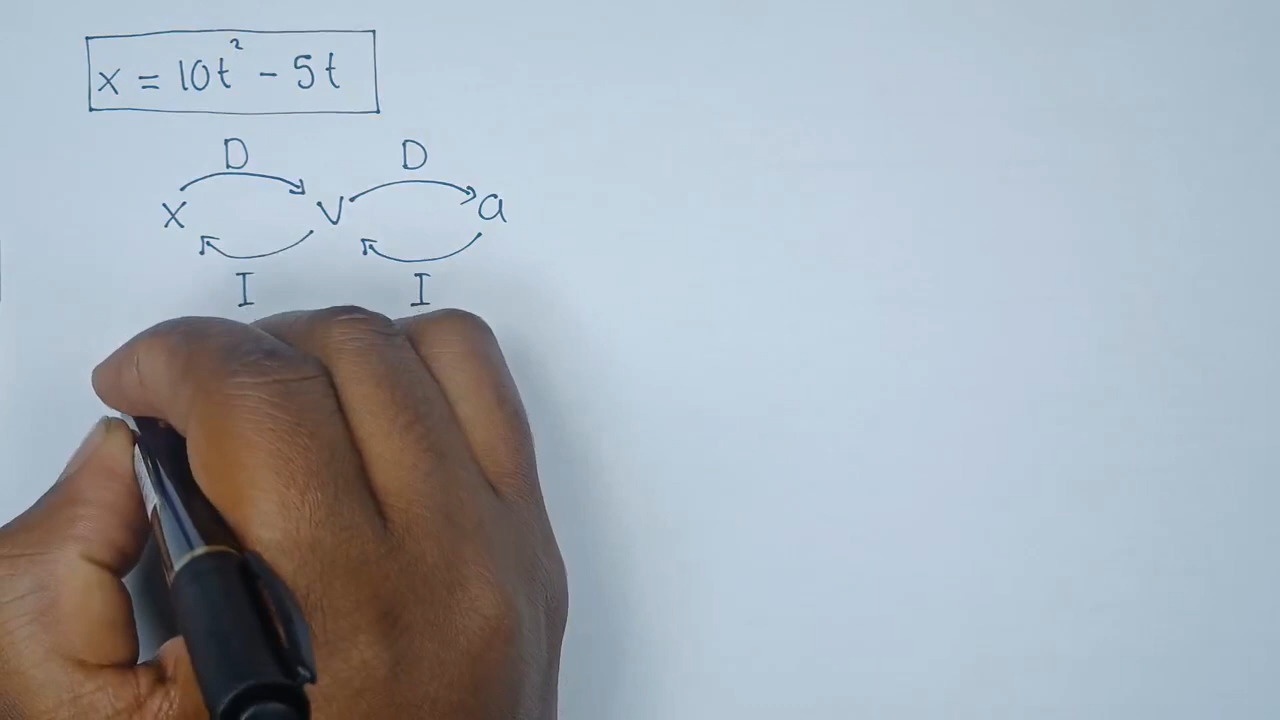 x = 10t² - 5t
D D
x v a
I I